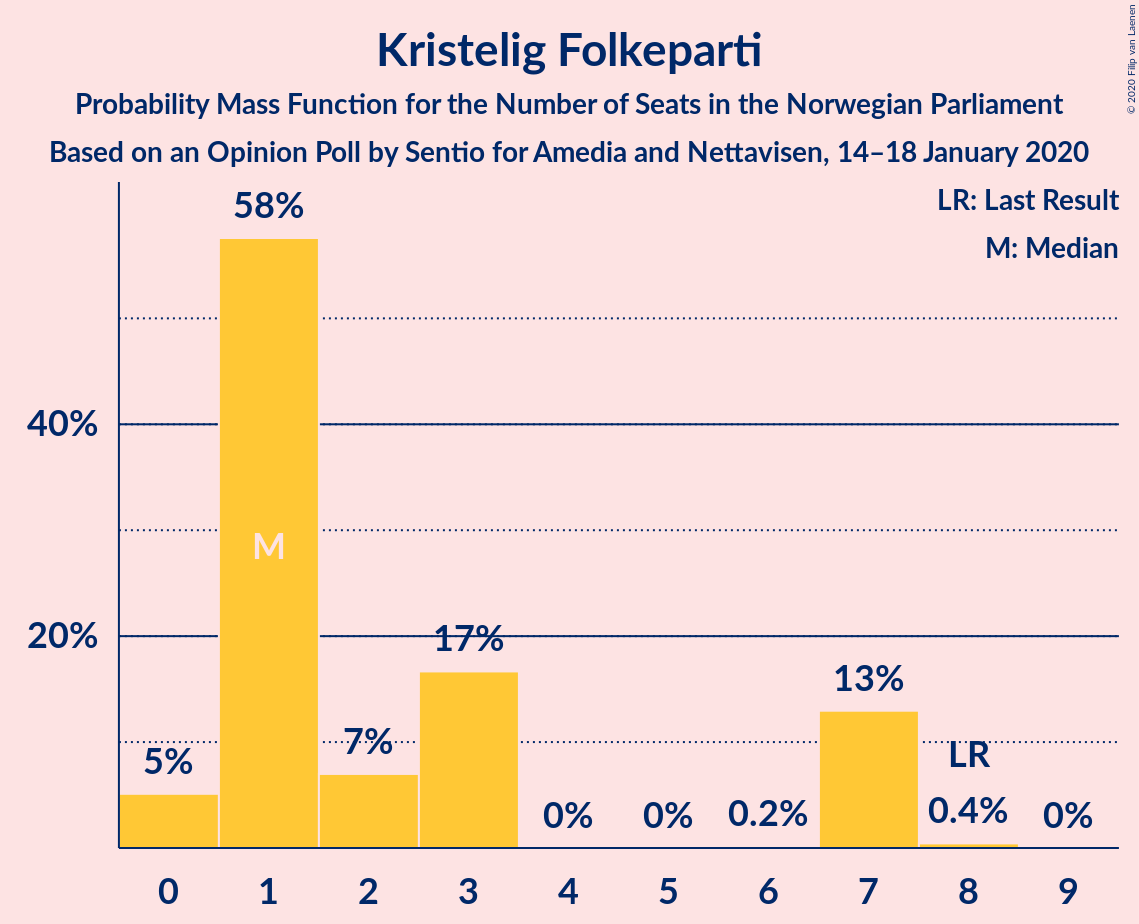 Kristelig Folkeparti
Probability Mass Function for the Number of Seats in the Norwegian Parliament
Based on an Opinion Poll by Sentio for Amedia and Nettavisen, 14–18 January 2020
© 2020 Filip van Laenen
LR: Last Result
M: Median
58%
40%
M
20%
17%
13%
5%
7%
LR
0%
0%
0.2%
0.4%
0%
0 1 2 3 4 5 6 7 8 9